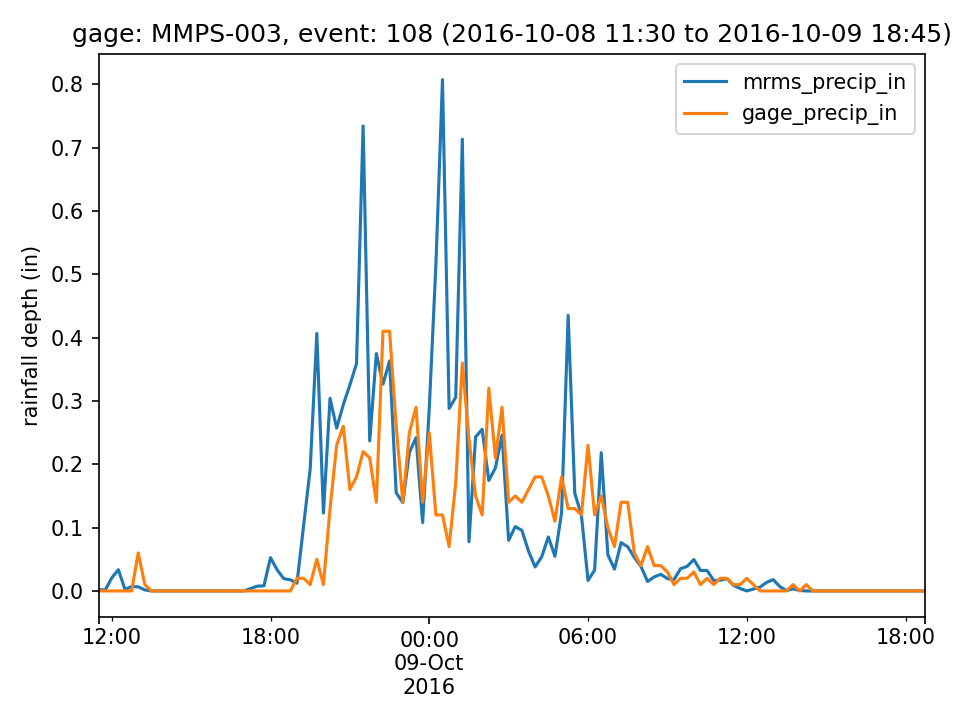 gage: MMPS-003, event: 108 (2016-10-08 11:30 to 2016-10-09 18:45)
mrms_precip_in
gage_precip_in
rainfall depth (in)
0.8
0.7
0.6
0.5
0.4
0.3
0.2
0.1
0.0
12:00 18:00 00:00 06:00 12:00 18:00
09-Oct
2016